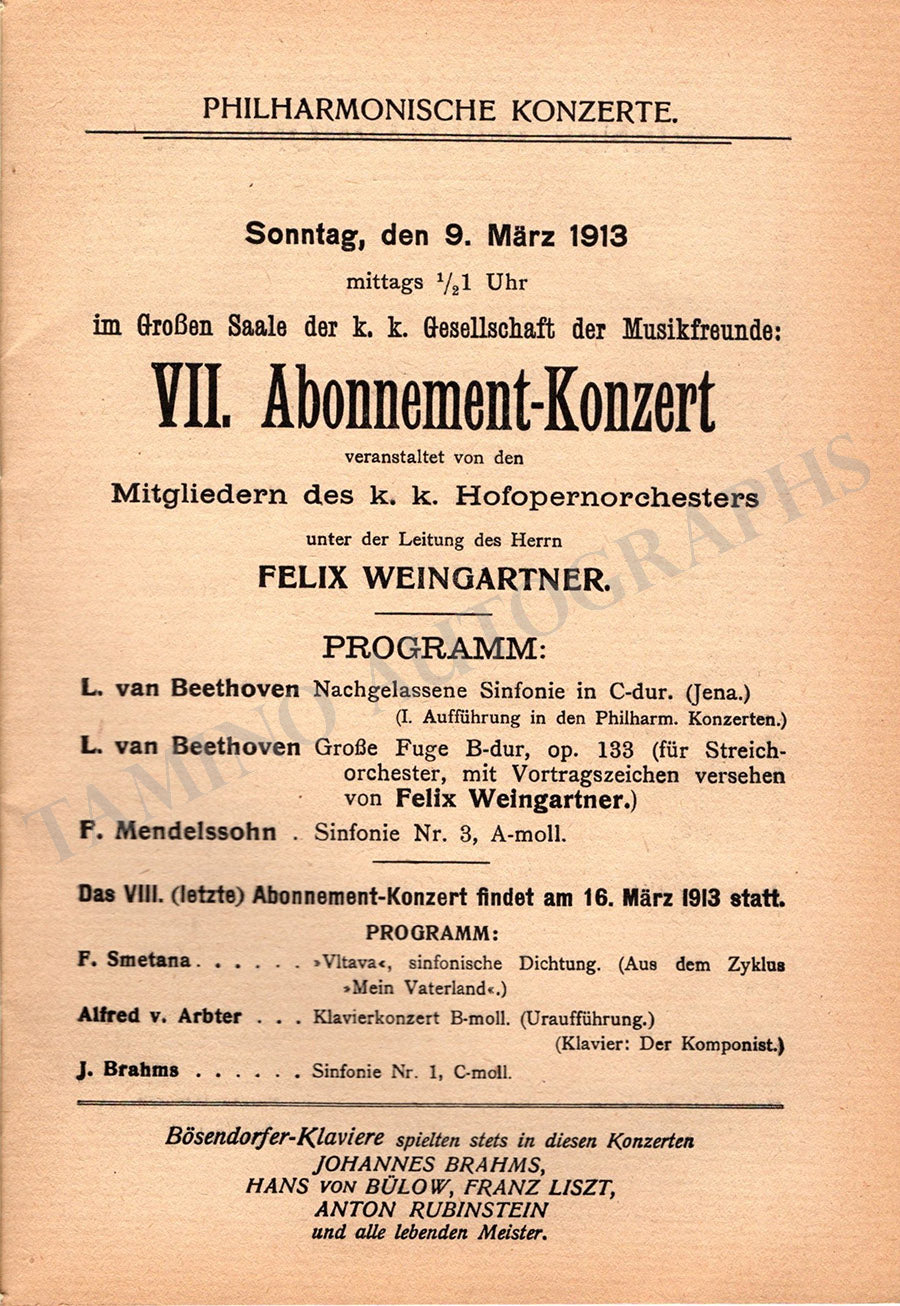 PHILHARMONISCHE KONZERTE.
Sonntag, den 9. März 1913
mittags ½1 Uhr
im Großen Saale der k. k. Gesellschaft der Musikfreunde:
VII. Abonnement-Konzert
veranstaltet von den
Mitgliedern des k. k. Hofopernorchesters
unter der Leitung des Herrn
FELIX WEINGARTNER.
PROGRAMM:
L. van Beethoven Nachgelassene Sinfonie in C-dur. (Jena.)
(I. Aufführung in den Philharm. Konzerten.)
L. van Beethoven Große Fuge B-dur, op. 133 (für Streich-
orchester, mit Vortragszeichen versehen
von Felix Weingartner.)
F. Mendelssohn . Sinfonie Nr. 3, A-moll.
Das VIII. (letzte) Abonnement-Konzert findet am 16. März 1913 statt.
PROGRAMM:
F. Smetana . . . . . . »Vltava«, sinfonische Dichtung. (Aus dem Zyklus
»Mein Vaterland«.)
Alfred v. Arbter . . . Klavierkonzert B-moll. (Uraufführung.)
(Klavier: Der Komponist.)
J. Brahms . . . . . . Sinfonie Nr. 1, C-moll.
Bösendorfer-Klaviere spielten stets in diesen Konzerten
JOHANNES BRAHMS,
HANS VON BÜLOW, FRANZ LISZT,
ANTON RUBINSTEIN
und alle lebenden Meister.
TAMINO AUTOGRAPHS